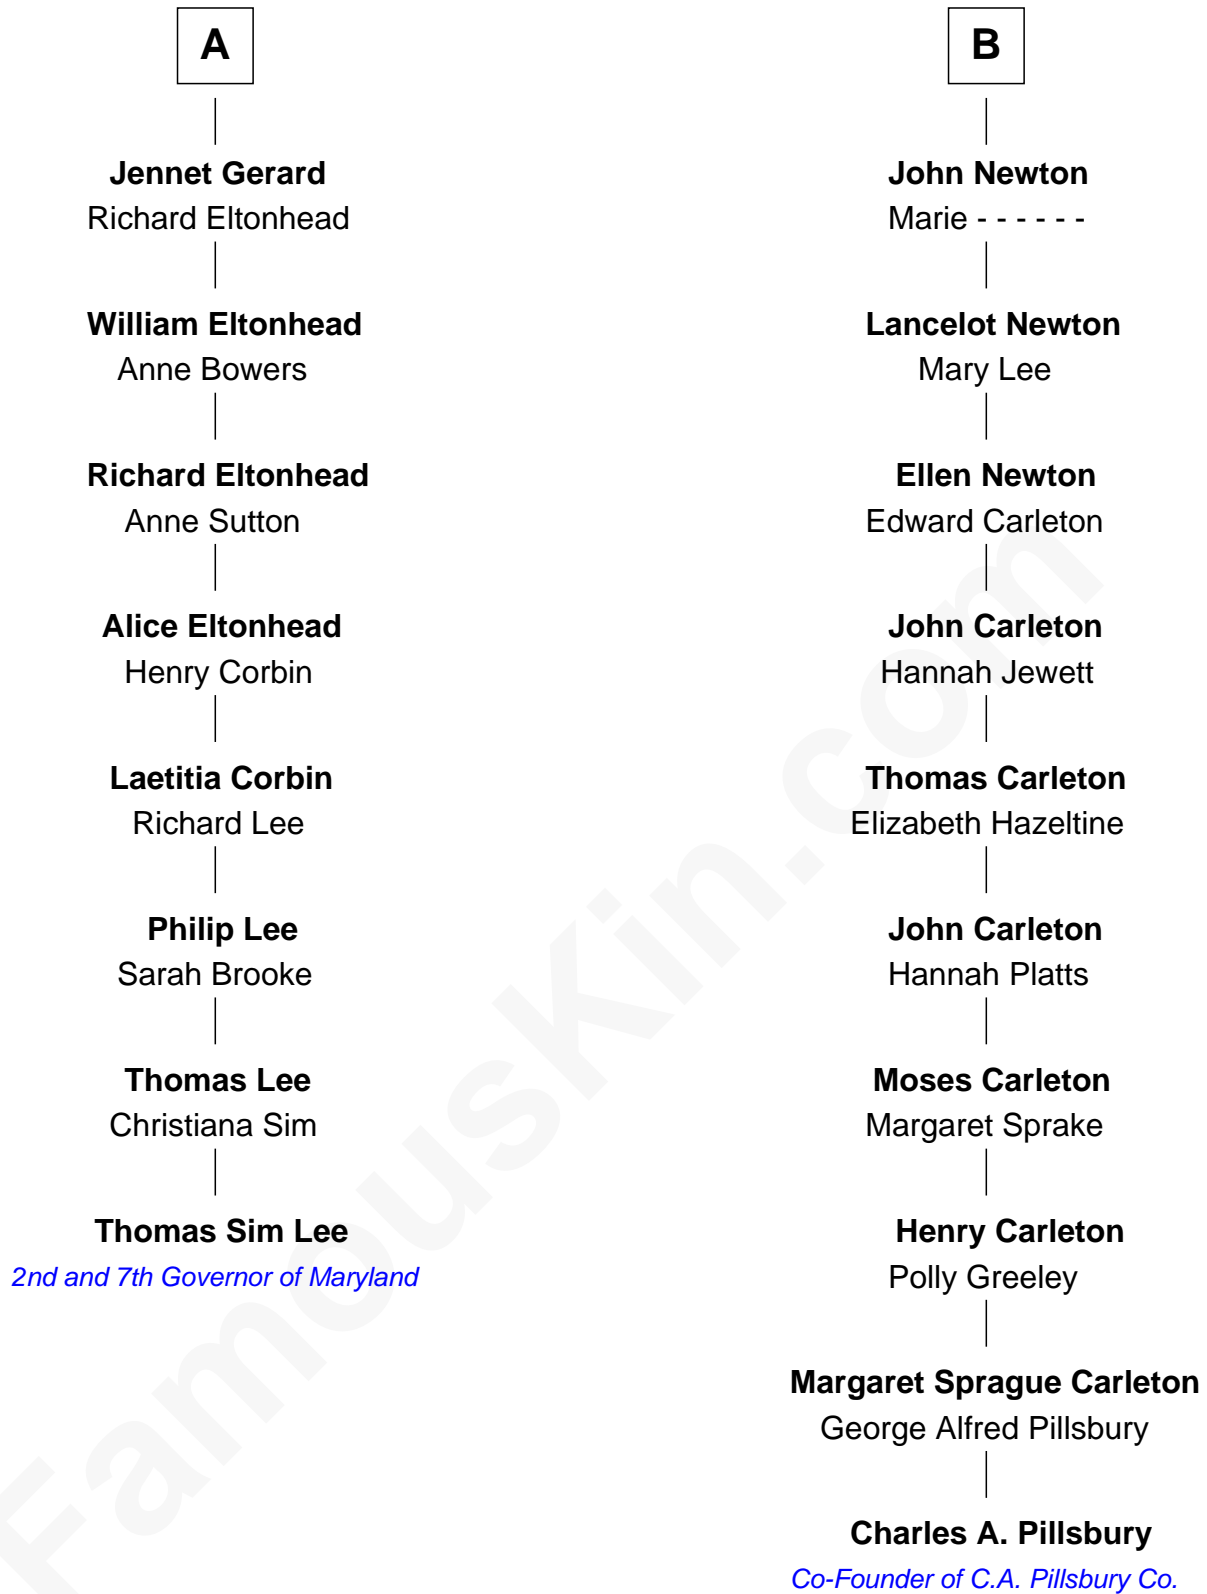 A
Jennet Gerard
Richard Eltonhead
William Eltonhead
Anne Bowers
Richard Eltonhead
Anne Sutton
Alice Eltonhead
Henry Corbin
Laetitia Corbin
Richard Lee
Philip Lee
Sarah Brooke
Thomas Lee
Christiana Sim
Thomas Sim Lee
2nd and 7th Governor of Maryland
B
John Newton
Marie - - - - - -
Lancelot Newton
Mary Lee
Ellen Newton
Edward Carleton
John Carleton
Hannah Jewett
Thomas Carleton
Elizabeth Hazeltine
John Carleton
Hannah Platts
Moses Carleton
Margaret Sprake
Henry Carleton
Polly Greeley
Margaret Sprague Carleton
George Alfred Pillsbury
Charles A. Pillsbury
Co-Founder of C.A. Pillsbury Co.
FamousKin.com